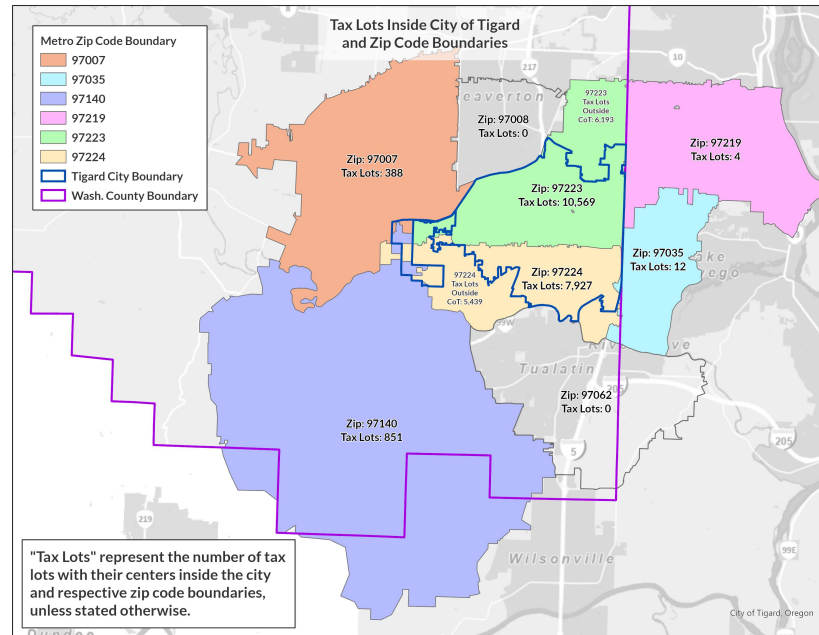 Tax Lots Inside City of Tigard
and Zip Code Boundaries
Metro Zip Code Boundary
97007
97035
97140
97219
97223
97224
Tigard City Boundary
Wash. County Boundary
217
10
eaverton
97223
Tax Lots
Outside
CoT: 6,193
Zip: 97008
Tax Lots: 0
Zip: 97219
Tax Lots: 4
Zip: 97007
Tax Lots: 388
Zip: 97223
Tax Lots: 10,569
Zip: 97035
Tax Lots: 12
ake
ego
97224
Tax Lots
Outside
CoT: 5,439
Zip: 97224
Tax Lots: 7,927
99W
Tualatin
Zip: 97062
Tax Lots: 0
205
Zip: 97140
Tax Lots: 851
5
205
219
99E
Wilsonville
"Tax Lots" represent the number of tax
lots with their centers inside the city
and respective zip code boundaries,
unless stated otherwise.
City of Tigard, Oregon